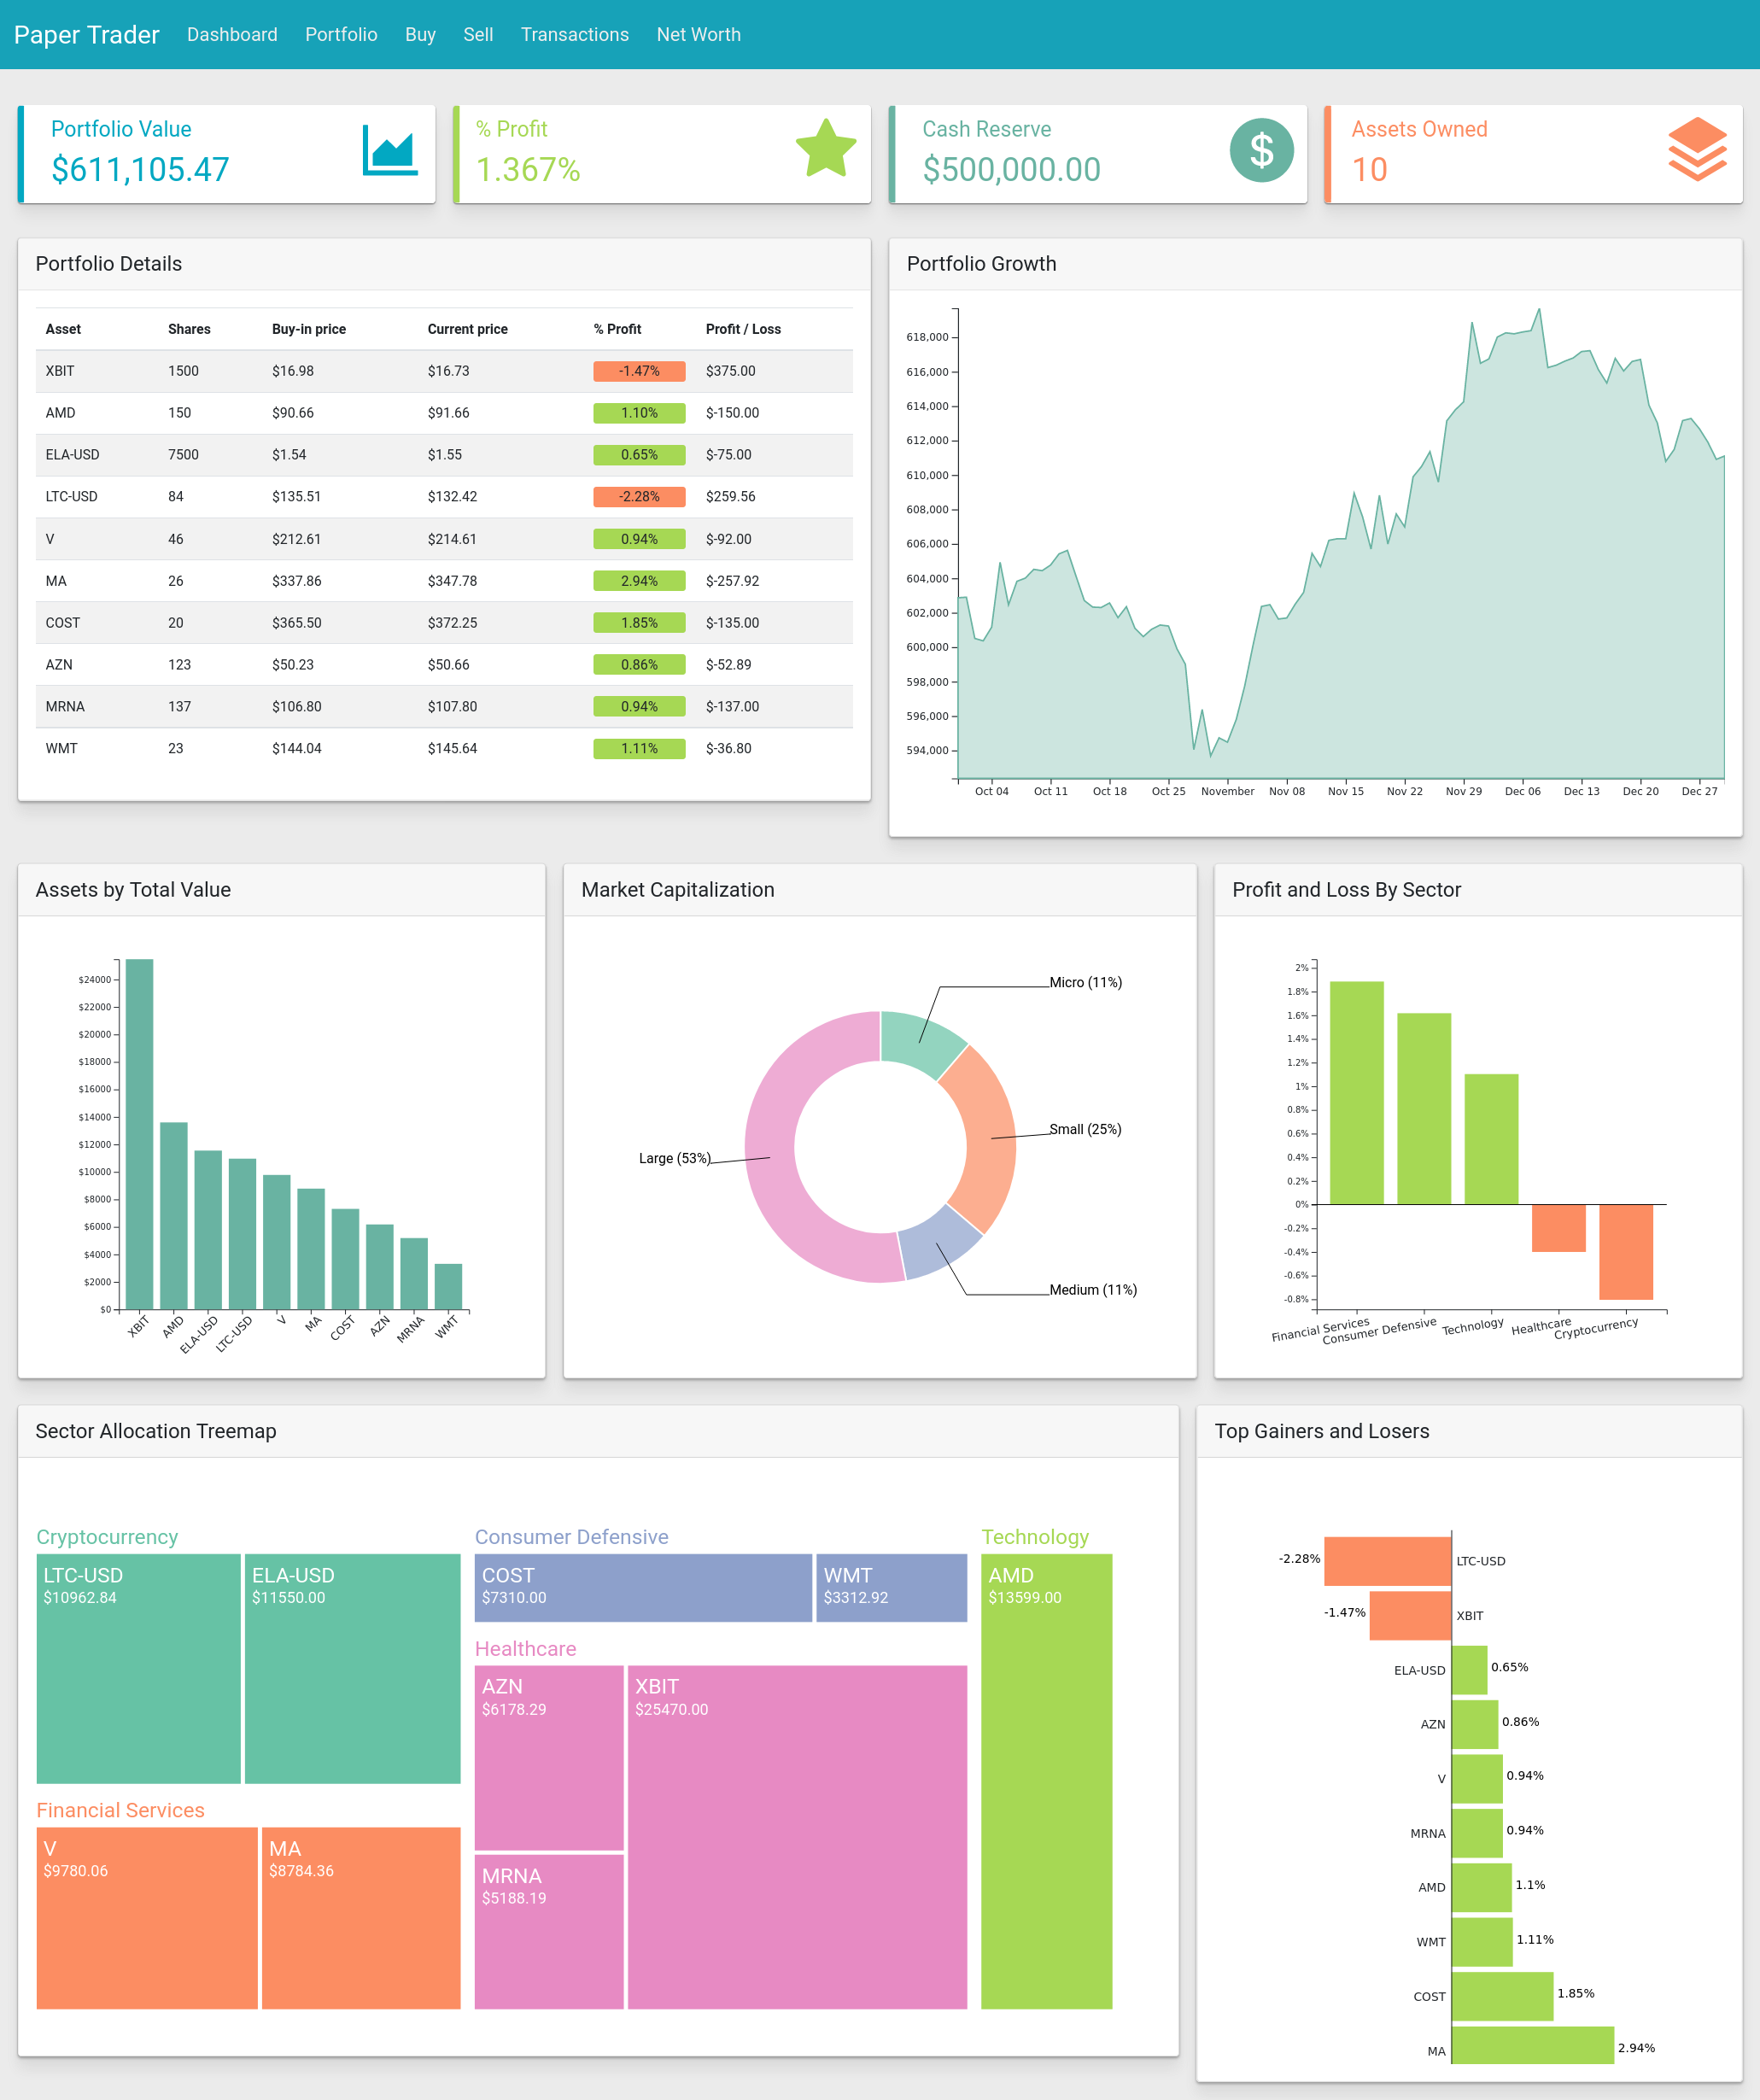 Paper Trader Dashboard Portfolio Buy Sell Transactions Net Worth
Portfolio Value
$611,105.47
% Profit
1.367%
Cash Reserve
$500,000.00
Assets Owned
10
Portfolio Details
Asset Shares Buy-in price Current price % Profit Profit / Loss
XBIT 1500 $16.98 $16.73 -1.47% $375.00
AMD 150 $90.66 $91.66 1.10% $-150.00
ELA-USD 7500 $1.54 $1.55 0.65% $-75.00
LTC-USD 84 $135.51 $132.42 -2.28% $259.56
V 46 $212.61 $214.61 0.94% $-92.00
MA 26 $337.86 $347.78 2.94% $-257.92
COST 20 $365.50 $372.25 1.85% $-135.00
AZN 123 $50.23 $50.66 0.86% $-52.89
MRNA 137 $106.80 $107.80 0.94% $-137.00
WMT 23 $144.04 $145.64 1.11% $-36.80
Portfolio Growth
618,000
616,000
614,000
612,000
610,000
608,000
606,000
604,000
602,000
600,000
598,000
596,000
594,000
Oct 04 Oct 11 Oct 18 Oct 25 November Nov 08 Nov 15 Nov 22 Nov 29 Dec 06 Dec 13 Dec 20 Dec 27
Assets by Total Value
$24000
$22000
$20000
$18000
$16000
$14000
$12000
$10000
$8000
$6000
$4000
$2000
$0
XBIT AMD ELA-USD LTC-USD V MA COST AZN MRNA WMT
Market Capitalization
Micro (11%)
Small (25%)
Large (53%)
Medium (11%)
Profit and Loss By Sector
2%
1.8%
1.6%
1.4%
1.2%
1%
0.8%
0.6%
0.4%
0.2%
0%
-0.2%
-0.4%
-0.6%
-0.8%
Financial Services Consumer Defensive Technology Healthcare Cryptocurrency
Sector Allocation Treemap
Cryptocurrency
LTC-USD
$10962.84
ELA-USD
$11550.00
Financial Services
V
$9780.06
MA
$8784.36
Consumer Defensive
COST
$7310.00
WMT
$3312.92
Healthcare
AZN
$6178.29
XBIT
$25470.00
MRNA
$5188.19
Technology
AMD
$13599.00
Top Gainers and Losers
-2.28% LTC-USD
-1.47% XBIT
ELA-USD 0.65%
AZN 0.86%
V 0.94%
MRNA 0.94%
AMD 1.1%
WMT 1.11%
COST 1.85%
MA 2.94%